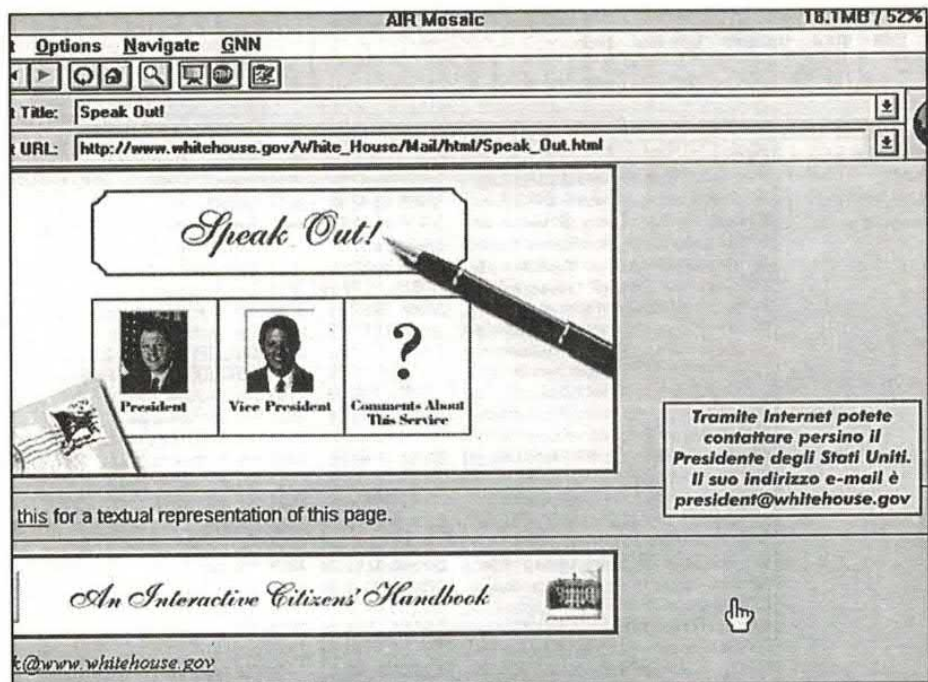 AIR Mosaic 18.1MB / 52%
Options Navigate GNN
Title: Speak Out!
URL: http://www.whitehouse.gov/White_House/Mail/html/Speak_Out.html
Speak Out!
President Vice President Comments About
This Service
Tramite Internet potete
contattare persino il
Presidente degli Stati Uniti.
Il suo indirizzo e-mail è
president@whitehouse.gov
this for a textual representation of this page.
An Interactive Citizens' Handbook
k@www.whitehouse.gov